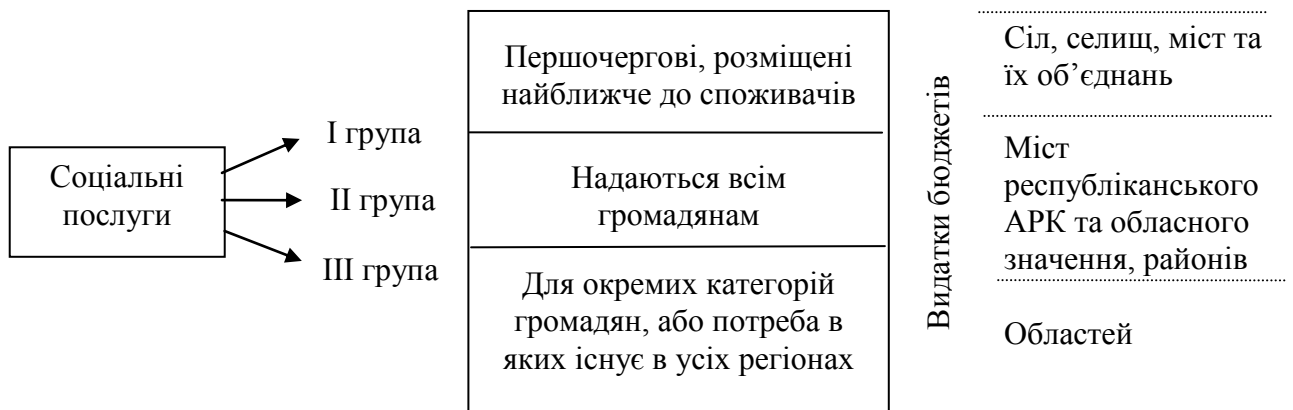 Соціальні
послуги
І група
ІІ група
ІІІ група
Першочергові, розміщені
найближче до споживачів
Надаються всім
громадянам
Для окремих категорій
громадян, або потреба в
яких існує в усіх регіонах
Видатки бюджетів
Сіл, селищ, міст та
їх об’єднань
Міст
республіканського
АРК та обласного
значення, районів
Областей